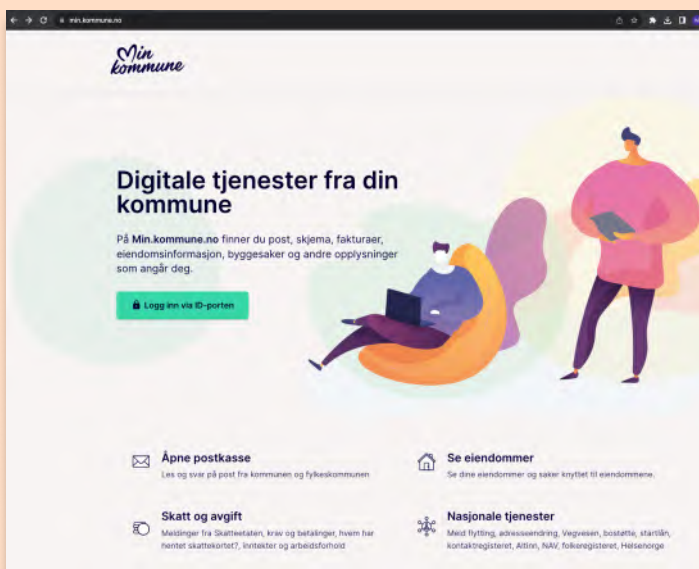 min.kommune.no
Min
kommune
Digitale tjenester fra din
kommune
På Min.kommune.no finner du post, skjema, fakturaer,
eiendomsinformasjon, byggesaker og andre opplysninger
som angår deg.
Logg inn via ID-porten
Åpne postkasse
Les og svar på post fra kommunen og fylkeskommunen
Se eiendommer
Se dine eiendommer og saker knyttet til eiendommene.
Skatt og avgift
Meldinger fra Skatteetaten, krav og betalinger, hvem har
hentet skattekortet?, inntekter og arbeidsforhold
Nasjonale tjenester
Meld flytting, adresseendring, Vegvesen, bostøtte, startlån,
kontaktregisteret, Altinn, NAV, folkeregisteret, Helsenorge